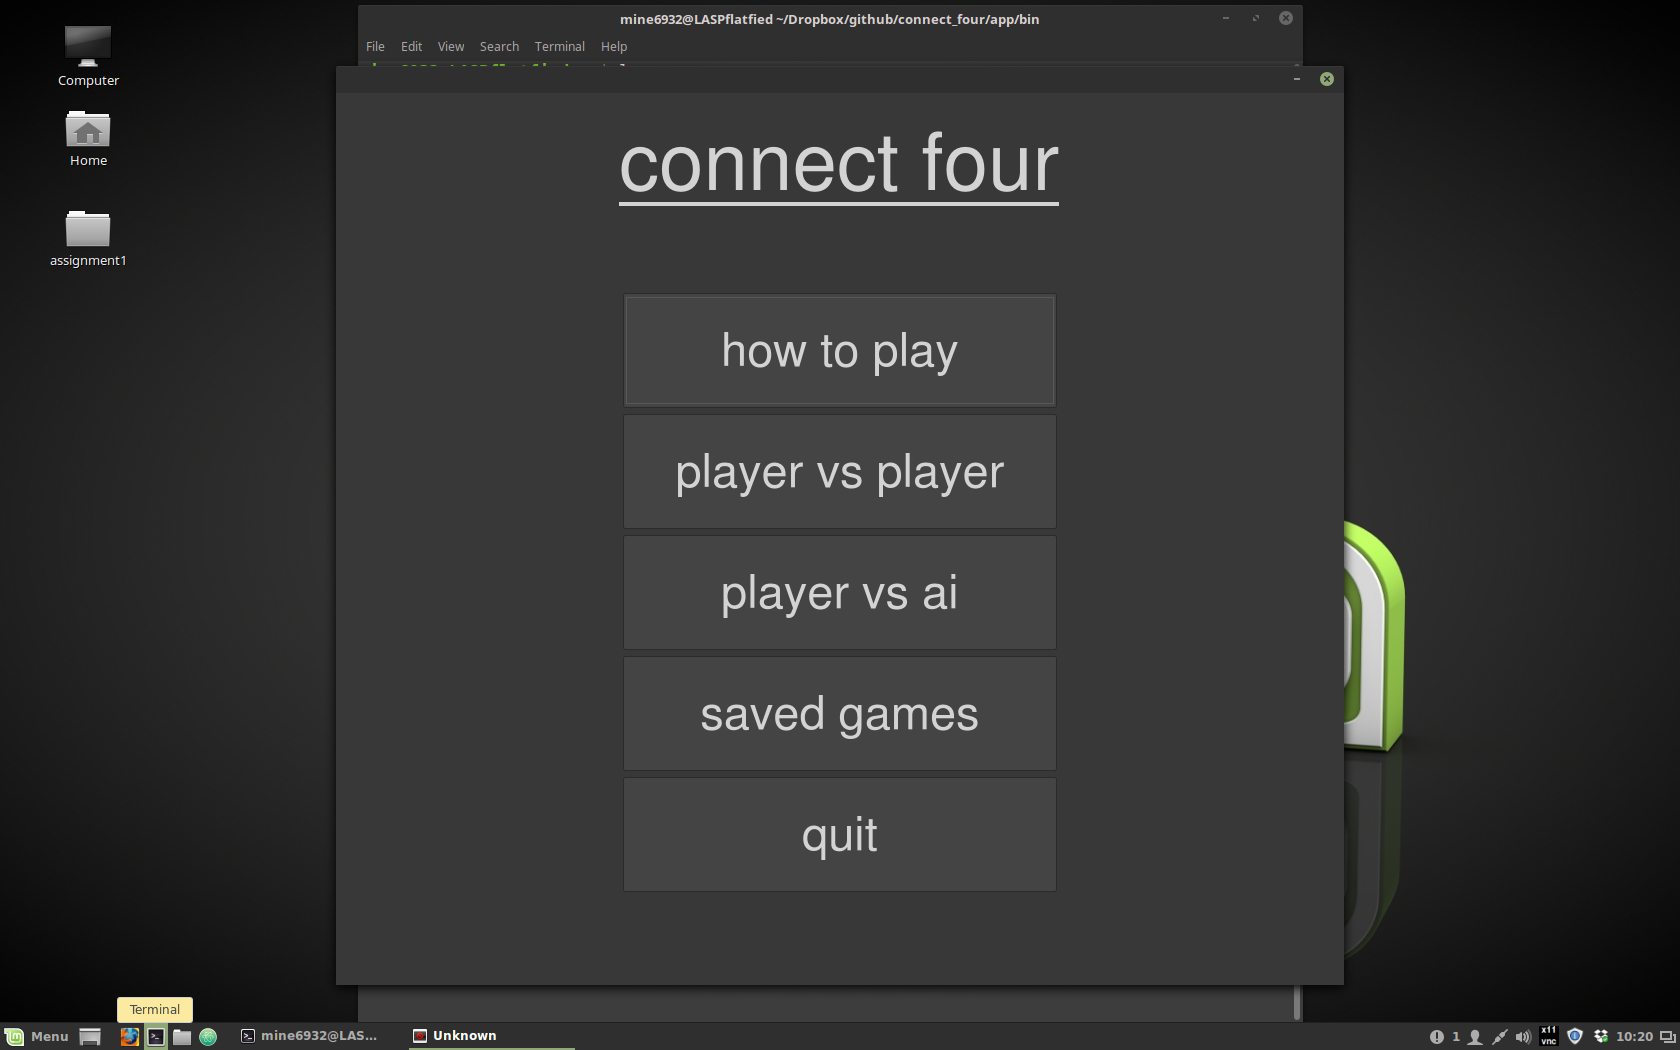 mine6932@LASPflatfied ~/Dropbox/github/connect_four/app/bin
File Edit View Search Terminal Help
Computer
Home
assignment1
connect four
how to play
player vs player
player vs ai
saved games
quit
Terminal
Menu
mine6932@LAS...
Unknown
1
x11
vnc
10:20